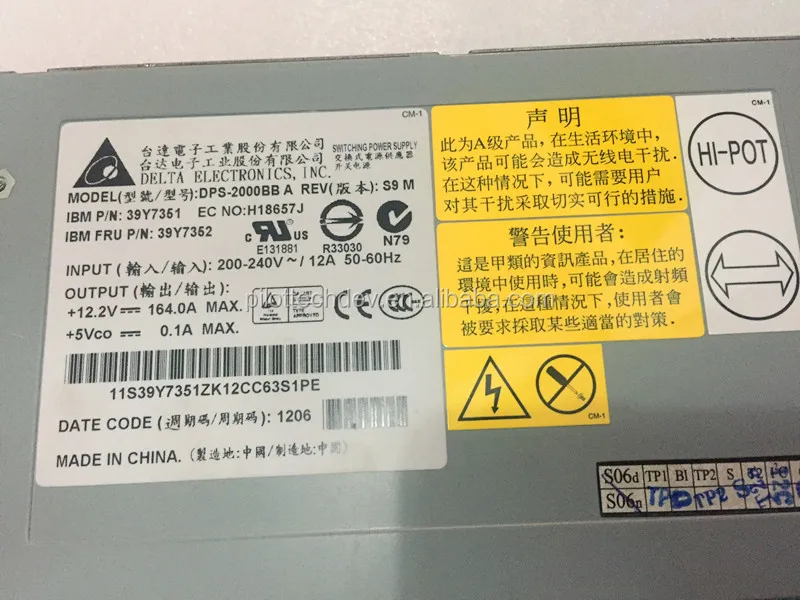 CM-1
台達電子工業股份有限公司
台达电子工业股份有限公司
DELTA ELECTRONICS, INC.
SWITCHING POWER SUPPLY
交換式電源供應器
开关电源
MODEL(型號/型号):DPS-2000BB A REV(版本): S9 M
IBM P/N: 39Y7351 EC NO:H18657J
IBM FRU P/N: 39Y7352
c RU US
E131881
R33030
N79
INPUT (輸入/输入): 200-240V~/12A 50-60Hz
OUTPUT (輸出/输出):
+12.2V 164.0A MAX.
+5Vco 0.1A MAX.
TYPE
APPROVED
CE
CCC
11S39Y7351ZK12CC63S1PE
DATE CODE (週期碼/周期码): 1206
MADE IN CHINA. (製造地:中國/制造地:中国)
声明
此为A级产品，在生活环境中，
该产品可能会造成无线电干扰.
在这种情况下，可能需要用户
对其干扰采取切实可行的措施.
警告使用者:
這是甲類的資訊產品，在居住的
環境中使用時，可能會造成射頻
干擾，在這種情況下，使用者會
被要求採取某些適當的對策.
CM-1
CM-1
HI-POT
S06d TP1 BI TP2 S
S06n TP2
pilottechdev.en.alibaba.com